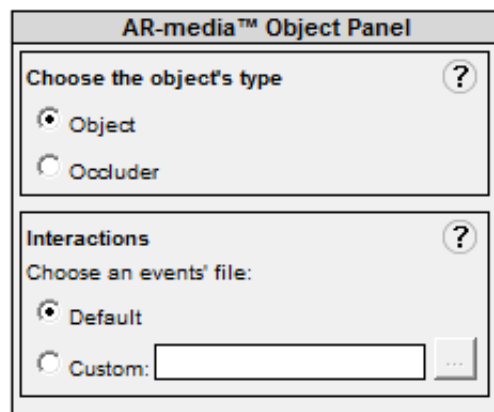 AR-media™ Object Panel
Choose the object's type
?
Object
Occluder
Interactions
?
Choose an events' file:
Default
Custom:
...